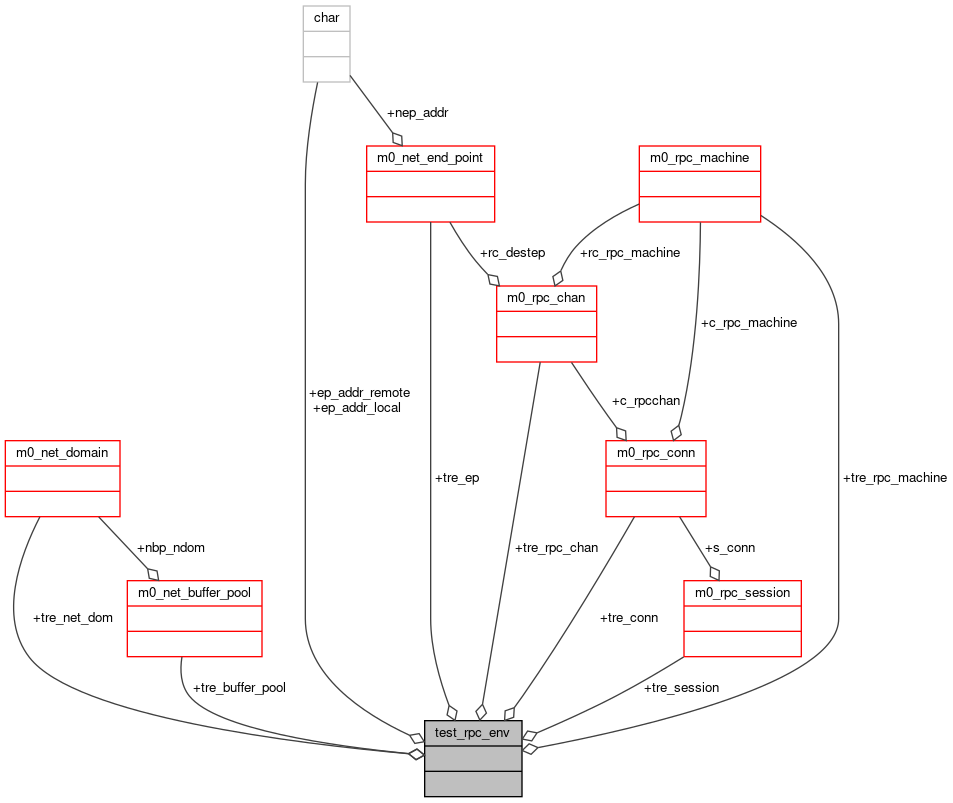 char
+nep_addr
m0_net_end_point
m0_rpc_machine
+rc_destep
+rc_rpc_machine
m0_rpc_chan
+c_rpc_machine
+ep_addr_remote
+ep_addr_local
+c_rpcchan
m0_net_domain
m0_rpc_conn
+tre_ep
+tre_rpc_machine
+nbp_ndom
+tre_rpc_chan
+s_conn
m0_net_buffer_pool
m0_rpc_session
+tre_net_dom
+tre_conn
+tre_buffer_pool
+tre_session
test_rpc_env